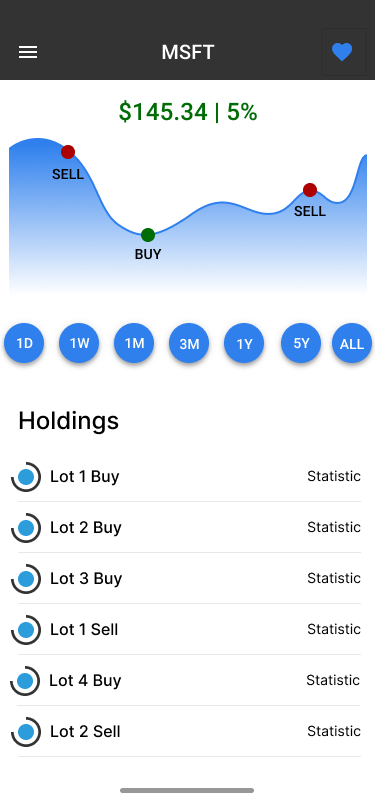 MSFT
$145.34 | 5%
SELL
SELL
BUY
1D 1W 1M 3M 1Y 5Y ALL
Holdings
Lot 1 Buy Statistic
Lot 2 Buy Statistic
Lot 3 Buy Statistic
Lot 1 Sell Statistic
Lot 4 Buy Statistic
Lot 2 Sell Statistic